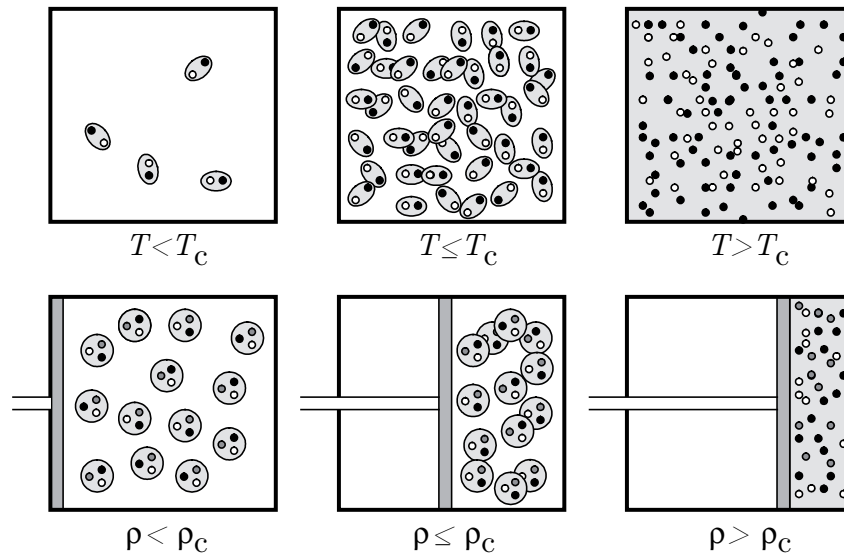 T < T_c
T ≤ T_c
T > T_c
ρ < ρ_c
ρ ≤ ρ_c
ρ > ρ_c